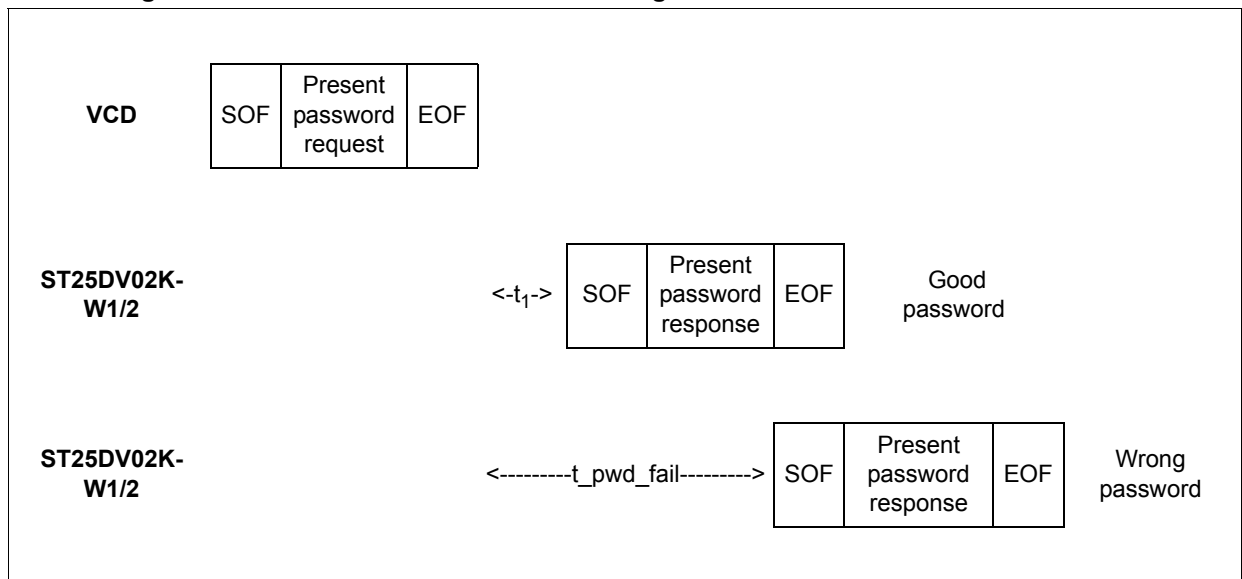 VCD
SOF
Present
password
request
EOF
ST25DV02K-
W1/2
<-t1->
SOF
Present
password
response
EOF
Good
password
ST25DV02K-
W1/2
<---------t_pwd_fail--------->
SOF
Present
password
response
EOF
Wrong
password